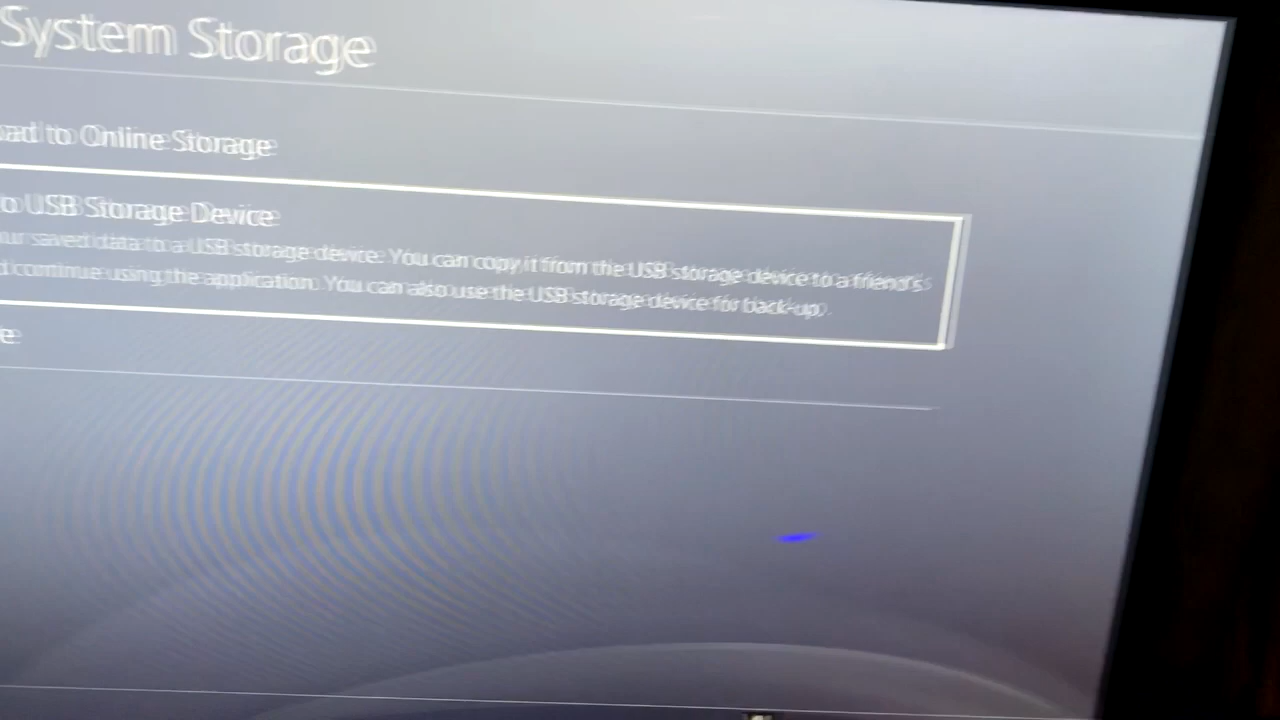 System Storage
ad to Online Storage
o USB Storage Device
ur saved data to a USB storage device. You can copy it from the USB storage device to a friend's
d continue using the application. You can also use the USB storage device for back-up.
e